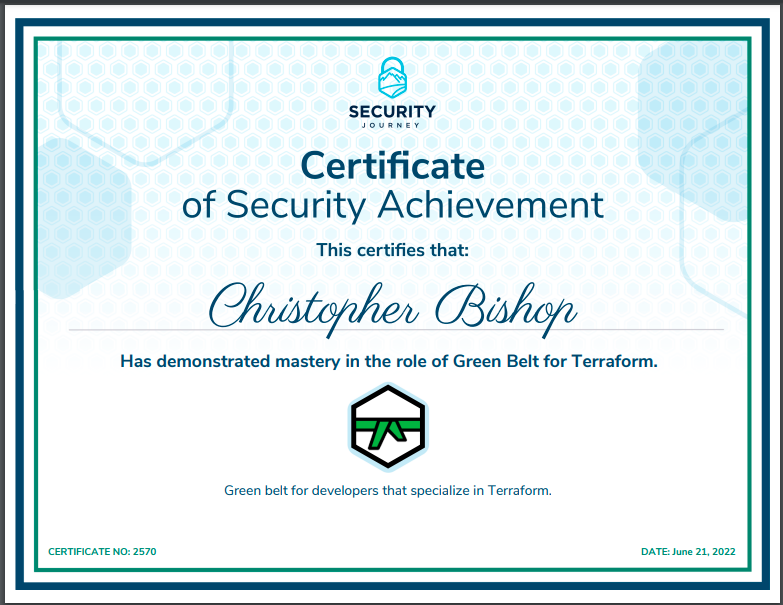 SECURITY
JOURNEY
Certificate
of Security Achievement
This certifies that:
Christopher Bishop
Has demonstrated mastery in the role of Green Belt for Terraform.
Green belt for developers that specialize in Terraform.
CERTIFICATE NO: 2570
DATE: June 21, 2022